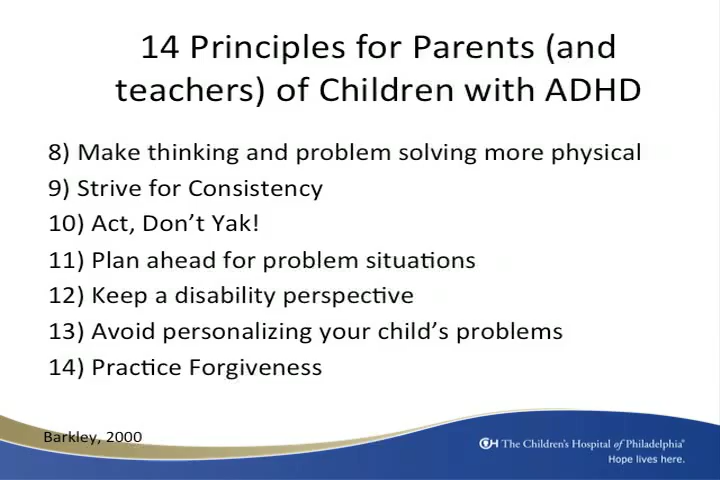 14 Principles for Parents (and
teachers) of Children with ADHD
8) Make thinking and problem solving more physical
9) Strive for Consistency
10) Act, Don’t Yak!
11) Plan ahead for problem situations
12) Keep a disability perspective
13) Avoid personalizing your child’s problems
14) Practice Forgiveness
Barkley, 2000
CH The Children's Hospital of Philadelphia®
Hope lives here.